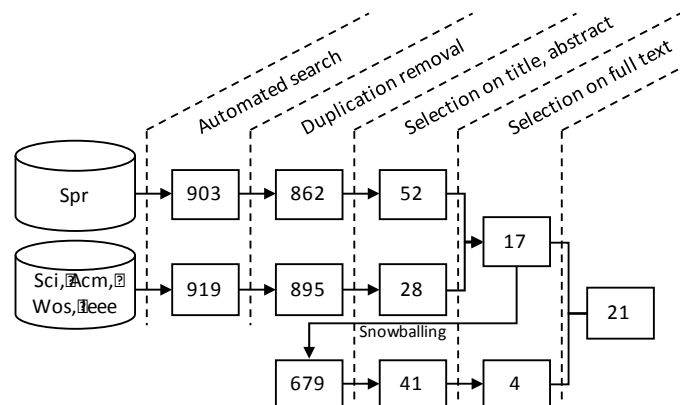 Automated search
Duplication removal
Selection on title, abstract
Selection on full text
Spr
903
862
52
17
Sci, Acm,
Wos, Ieee
919
895
28
21
Snowballing
679
41
4